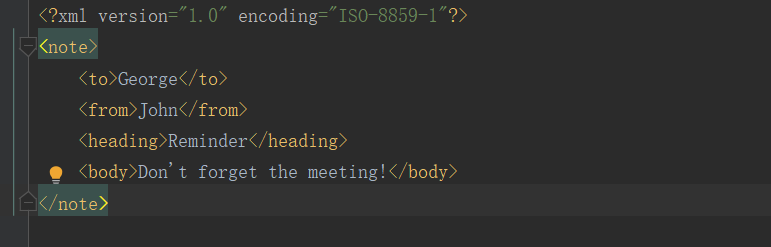 <?xml version="1.0" encoding="ISO-8859-1"?>
<note>
<to>George</to>
<from>John</from>
<heading>Reminder</heading>
<body>Don't forget the meeting!</body>
</note>